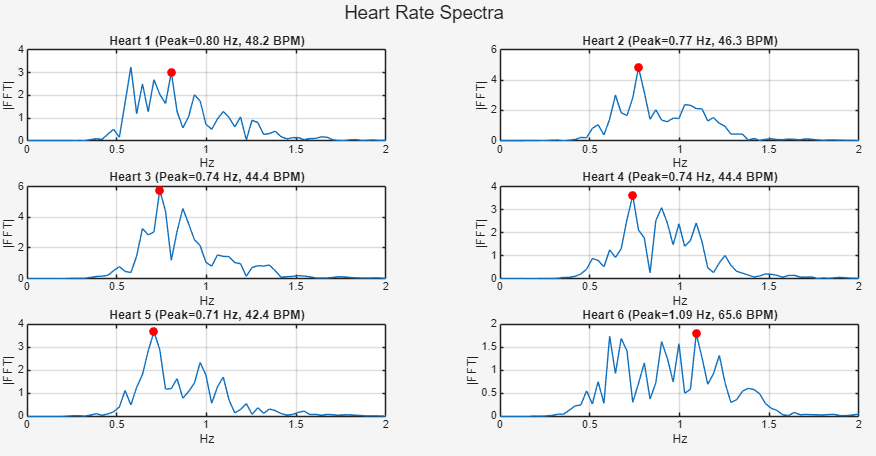 Heart Rate Spectra
Heart 1 (Peak=0.80 Hz, 48.2 BPM)
|FFT|
4
3
2
1
0
0 0.5 1 1.5 2
Hz
Heart 2 (Peak=0.77 Hz, 46.3 BPM)
|FFT|
6
4
2
0
0 0.5 1 1.5 2
Hz
Heart 3 (Peak=0.74 Hz, 44.4 BPM)
|FFT|
6
4
2
0
0 0.5 1 1.5 2
Hz
Heart 4 (Peak=0.74 Hz, 44.4 BPM)
|FFT|
4
3
2
1
0
0 0.5 1 1.5 2
Hz
Heart 5 (Peak=0.71 Hz, 42.4 BPM)
|FFT|
4
3
2
1
0
0 0.5 1 1.5 2
Hz
Heart 6 (Peak=1.09 Hz, 65.6 BPM)
|FFT|
2
1.5
1
0.5
0
0 0.5 1 1.5 2
Hz